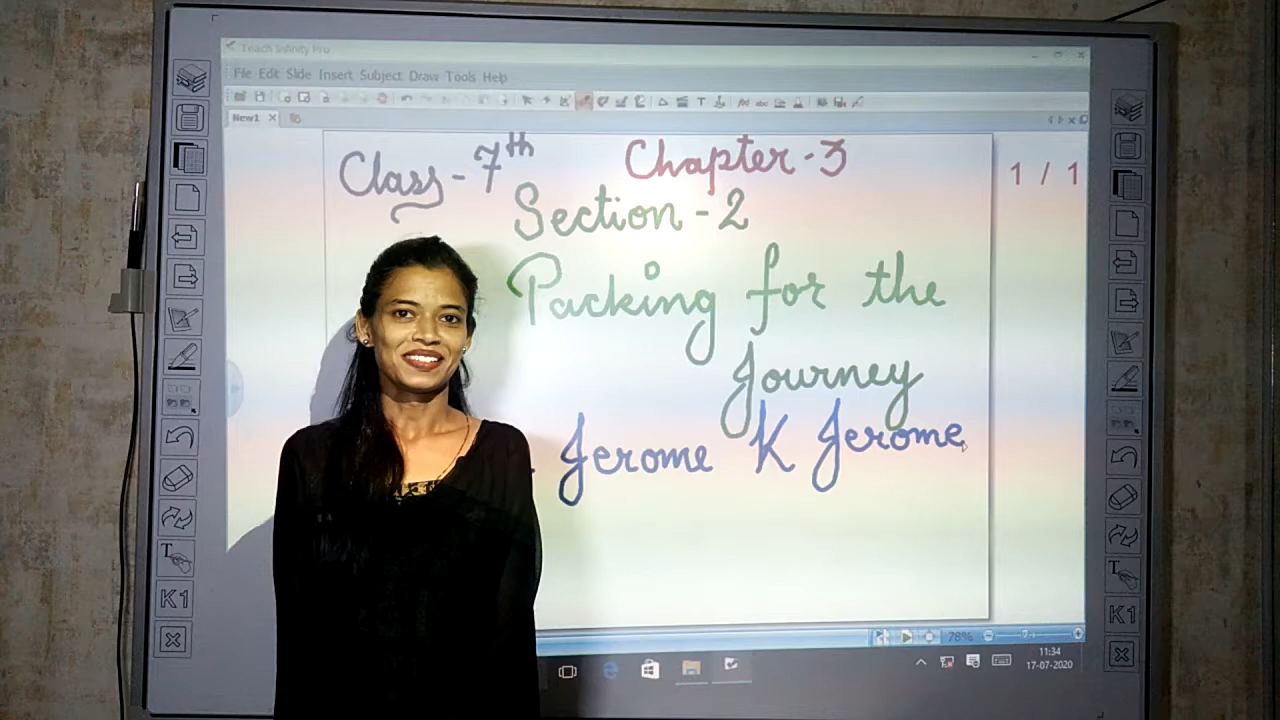 Teach Infinity Pro
File Edit Slide Insert Subject Draw Tools Help
New1
Class-7th Chapter-3
1 / 1
Section-2
Packing for the
Journey
Jerome K Jerome
T
T
K1
K1
78%
11:34
17-07-2020